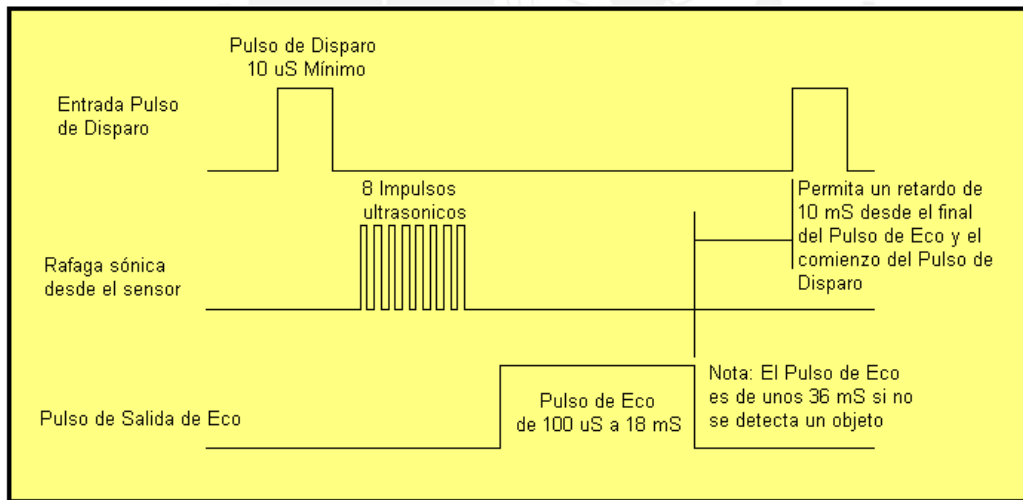 Pulso de Disparo
10 uS Mínimo
Entrada Pulso
de Disparo
8 Impulsos
ultrasonicos
Permita un retardo de
10 mS desde el final
del Pulso de Eco y el
comienzo del Pulso de
Disparo
Rafaga sónica
desde el sensor
Pulso de Salida de Eco
Pulso de Eco
de 100 uS a 18 mS
Nota: El Pulso de Eco
es de unos 36 mS si no
se detecta un objeto